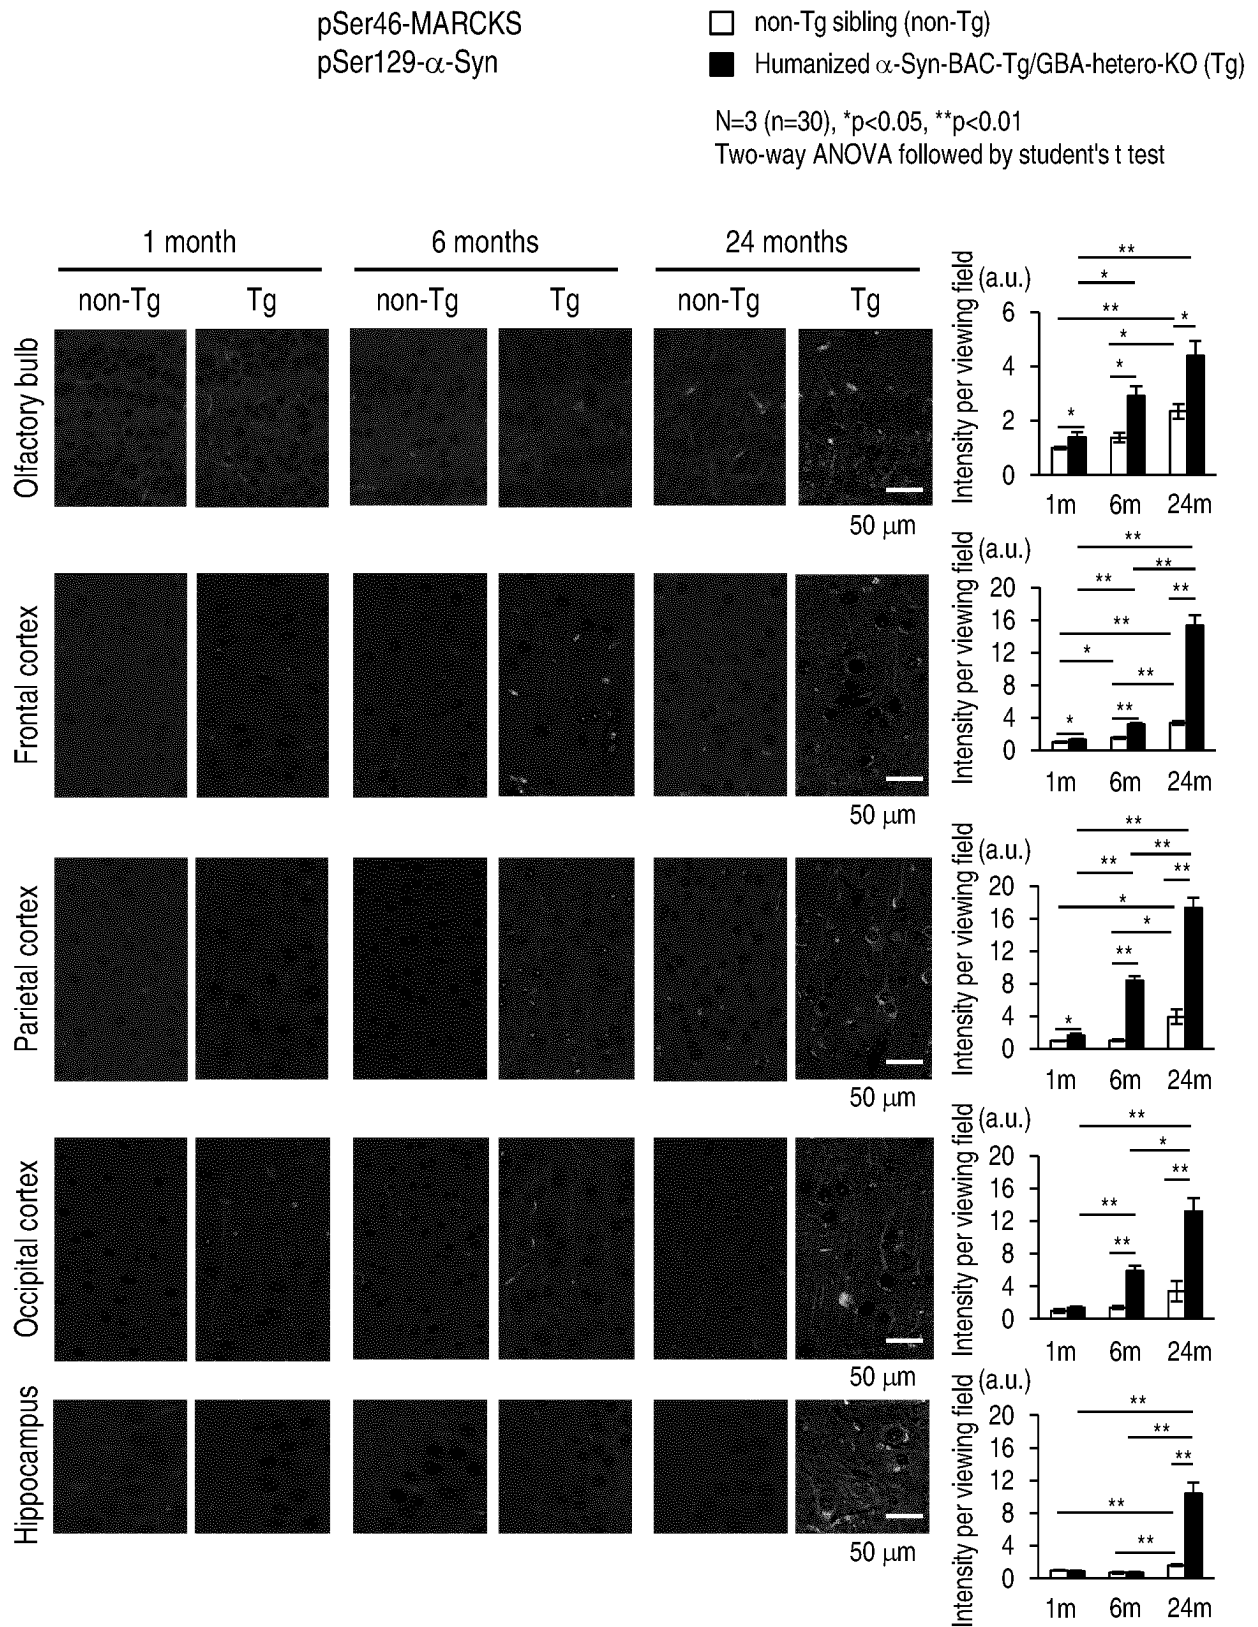 pSer46-MARCKS
pSer129-α-Syn
non-Tg sibling (non-Tg)
Humanized α-Syn-BAC-Tg/GBA-hetero-KO (Tg)
N=3 (n=30), *p<0.05, **p<0.01
Two-way ANOVA followed by student's t test
1 month 6 months 24 months
non-Tg Tg non-Tg Tg non-Tg Tg
Olfactory bulb
50 μm
Intensity per viewing field
(a.u.)
**
*
**
*
*
*
*
6
4
2
0
1m 6m 24m
Frontal cortex
50 μm
Intensity per viewing field
(a.u.)
**
**
**
**
**
*
**
**
*
20
16
12
8
4
0
1m 6m 24m
Parietal cortex
50 μm
Intensity per viewing field
(a.u.)
**
**
**
**
*
*
**
*
20
16
12
8
4
0
1m 6m 24m
Occipital cortex
50 μm
Intensity per viewing field
(a.u.)
**
*
**
**
**
20
16
12
8
4
0
1m 6m 24m
Hippocampus
50 μm
Intensity per viewing field
(a.u.)
**
**
**
**
**
20
16
12
8
4
0
1m 6m 24m